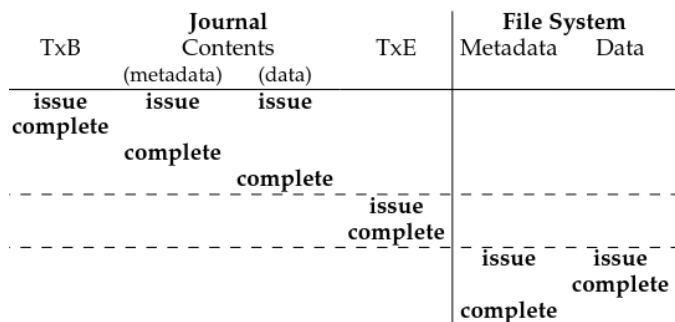 Journal File System
TxB Contents TxE Metadata Data
(metadata) (data)
issue issue issue
complete
complete
complete
issue
complete
issue issue
complete
complete